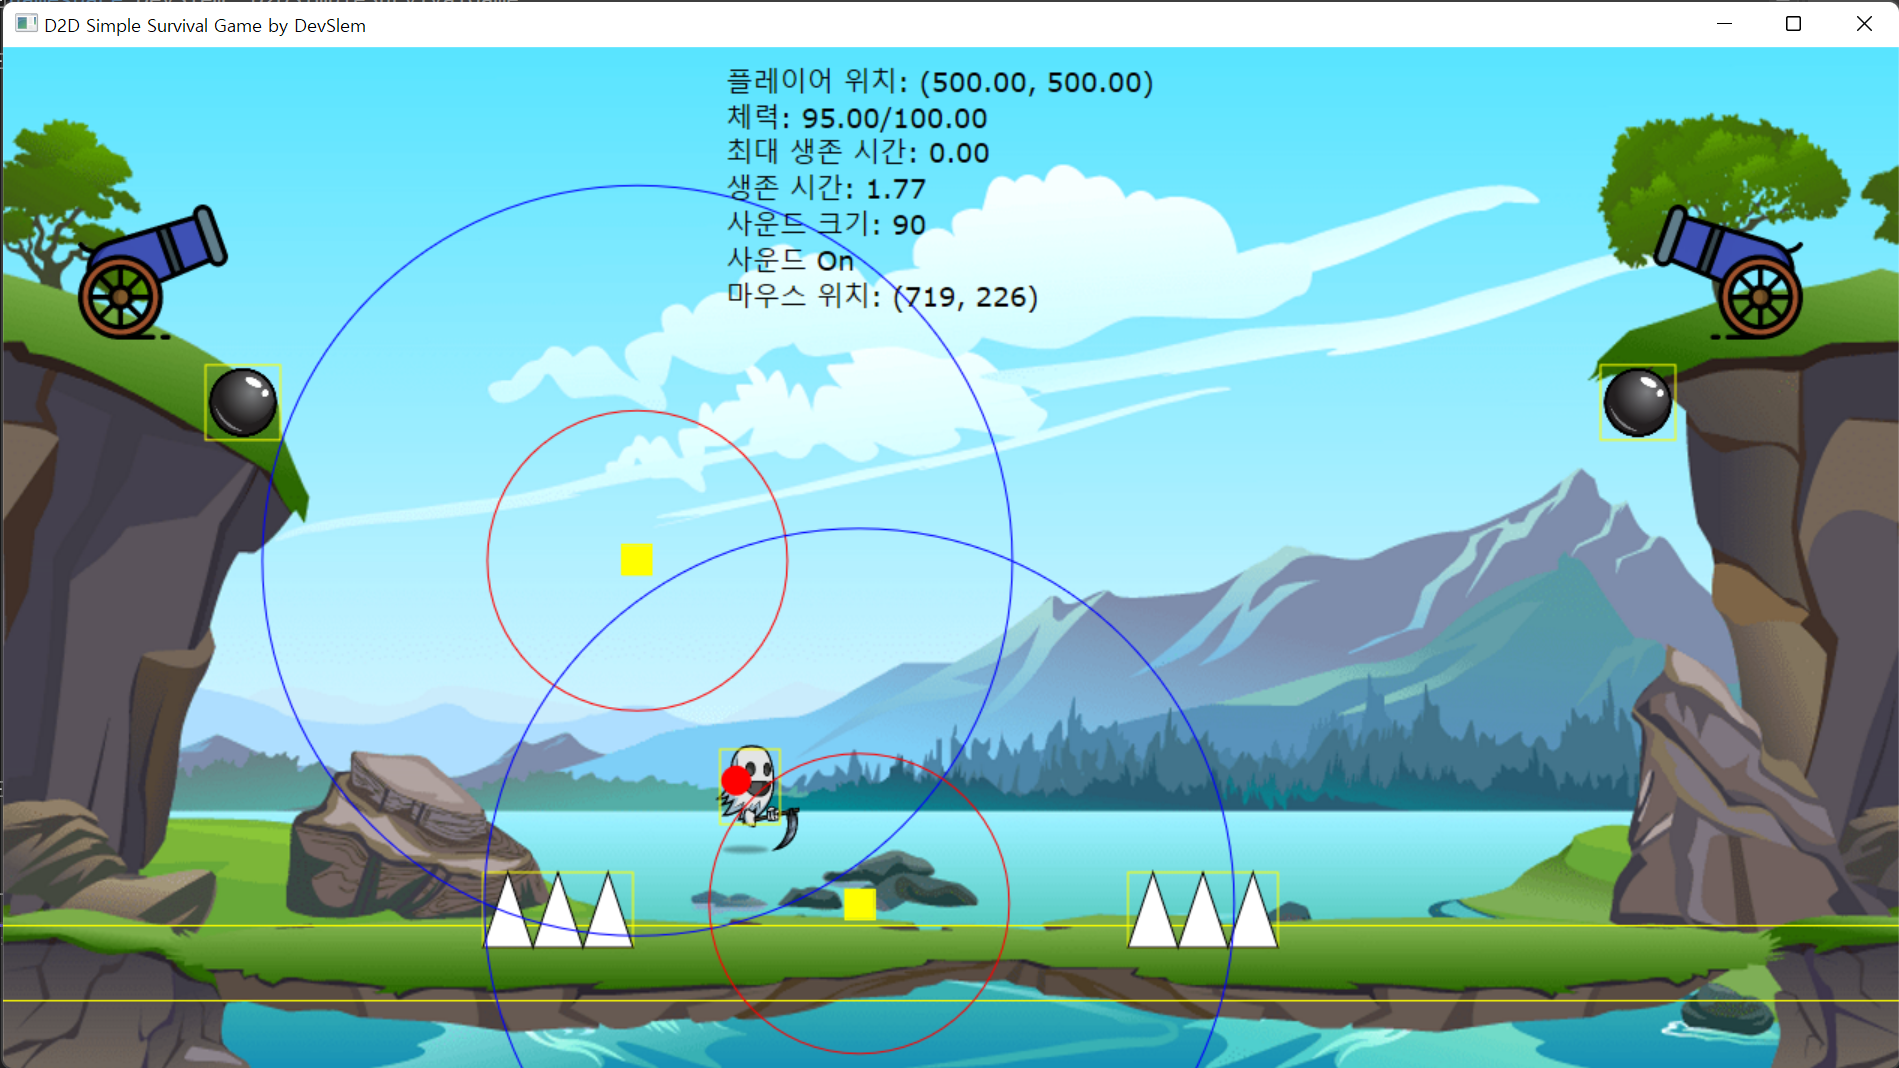 D2D Simple Survival Game by DevSlem
플레이어 위치: (500.00, 500.00)
체력: 95.00/100.00
최대 생존 시간: 0.00
생존 시간: 1.77
사운드 크기: 90
사운드 On
마우스 위치: (719, 226)